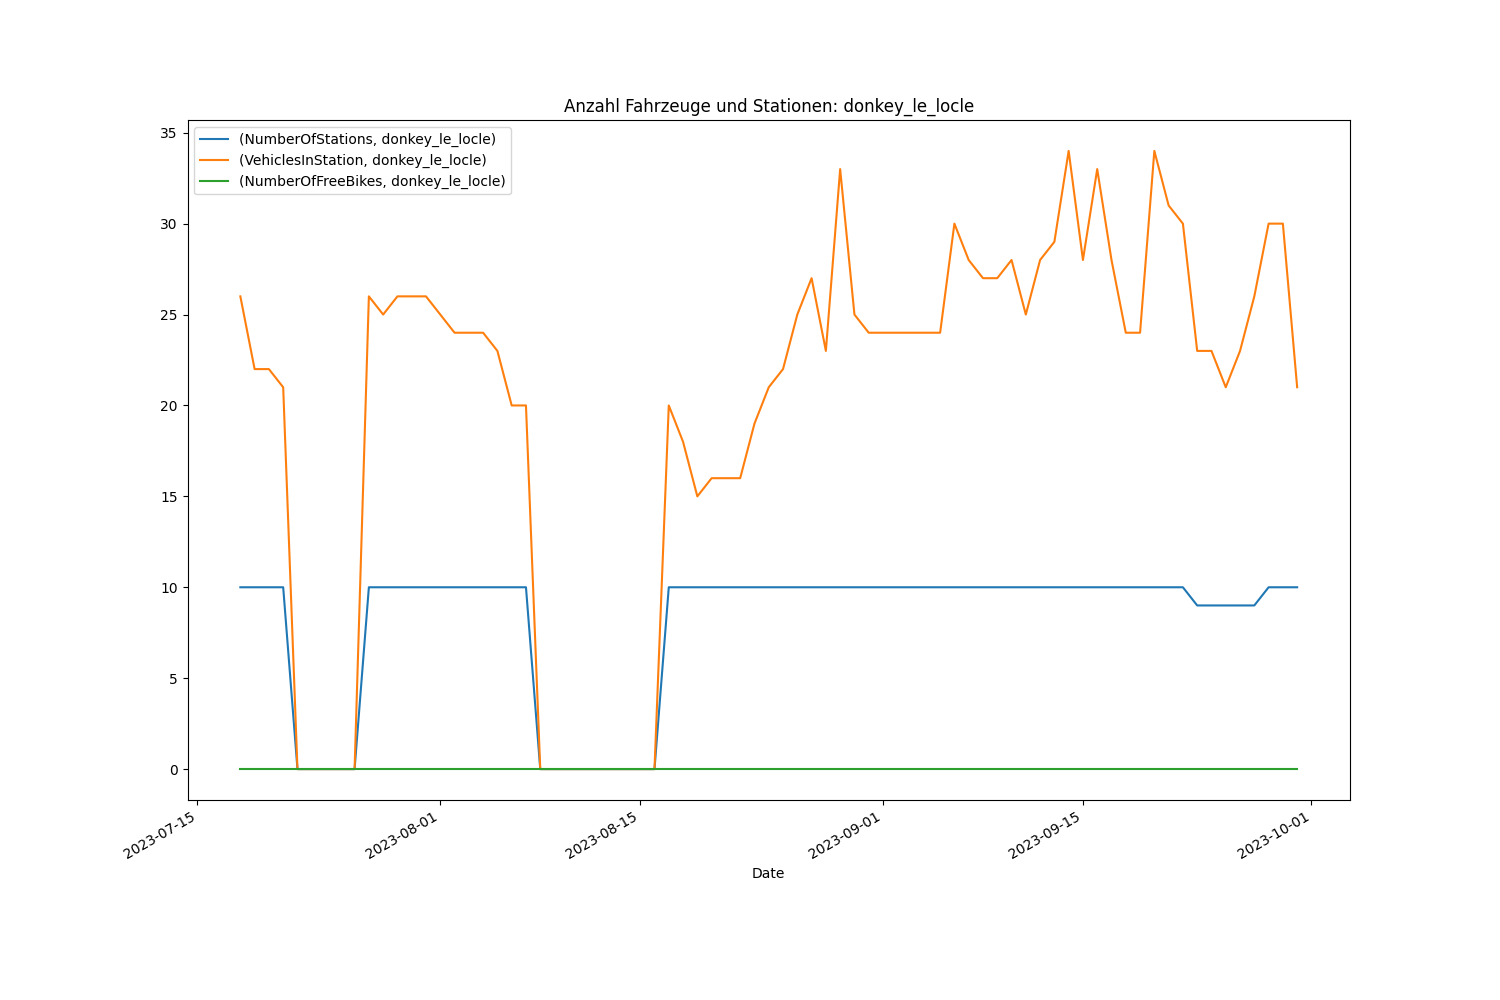 Anzahl Fahrzeuge und Stationen: donkey_le_locle
(NumberOfStations, donkey_le_locle)
(VehiclesInStation, donkey_le_locle)
(NumberOfFreeBikes, donkey_le_locle)
35
30
25
20
15
10
5
0
2023-07-15
2023-08-01
2023-08-15
2023-09-01
2023-09-15
2023-10-01
Date